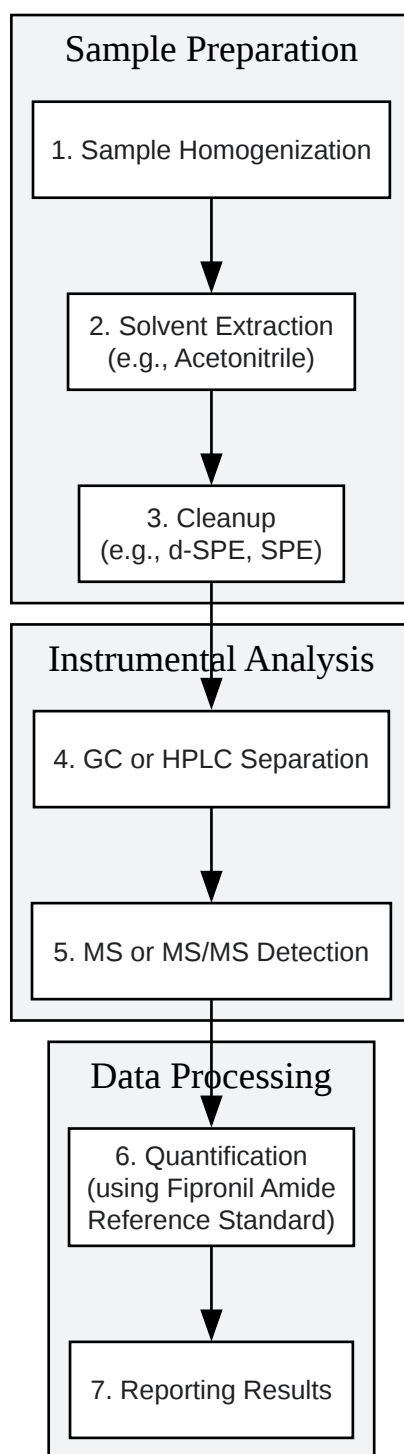 Sample Preparation
1. Sample Homogenization
2. Solvent Extraction
(e.g., Acetonitrile)
3. Cleanup
(e.g., d-SPE, SPE)
Instrumental Analysis
4. GC or HPLC Separation
5. MS or MS/MS Detection
Data Processing
6. Quantification
(using Fipronil Amide
Reference Standard)
7. Reporting Results